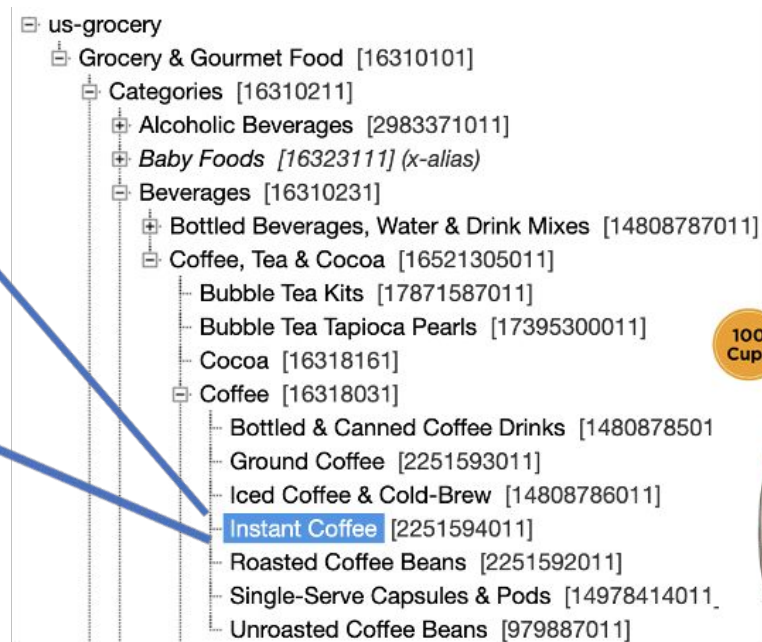 us-grocery
Grocery & Gourmet Food [16310101]
Categories [16310211]
Alcoholic Beverages [2983371011]
Baby Foods [16323111] (x-alias)
Beverages [16310231]
Bottled Beverages, Water & Drink Mixes [14808787011]
Coffee, Tea & Cocoa [16521305011]
Bubble Tea Kits [17871587011]
Bubble Tea Tapioca Pearls [17395300011]
100
Cup
Cocoa [16318161]
Coffee [16318031]
Bottled & Canned Coffee Drinks [1480878501
Ground Coffee [2251593011]
Iced Coffee & Cold-Brew [14808786011]
Instant Coffee [2251594011]
Roasted Coffee Beans [2251592011]
Single-Serve Capsules & Pods [14978414011
Unroasted Coffee Beans [979887011]